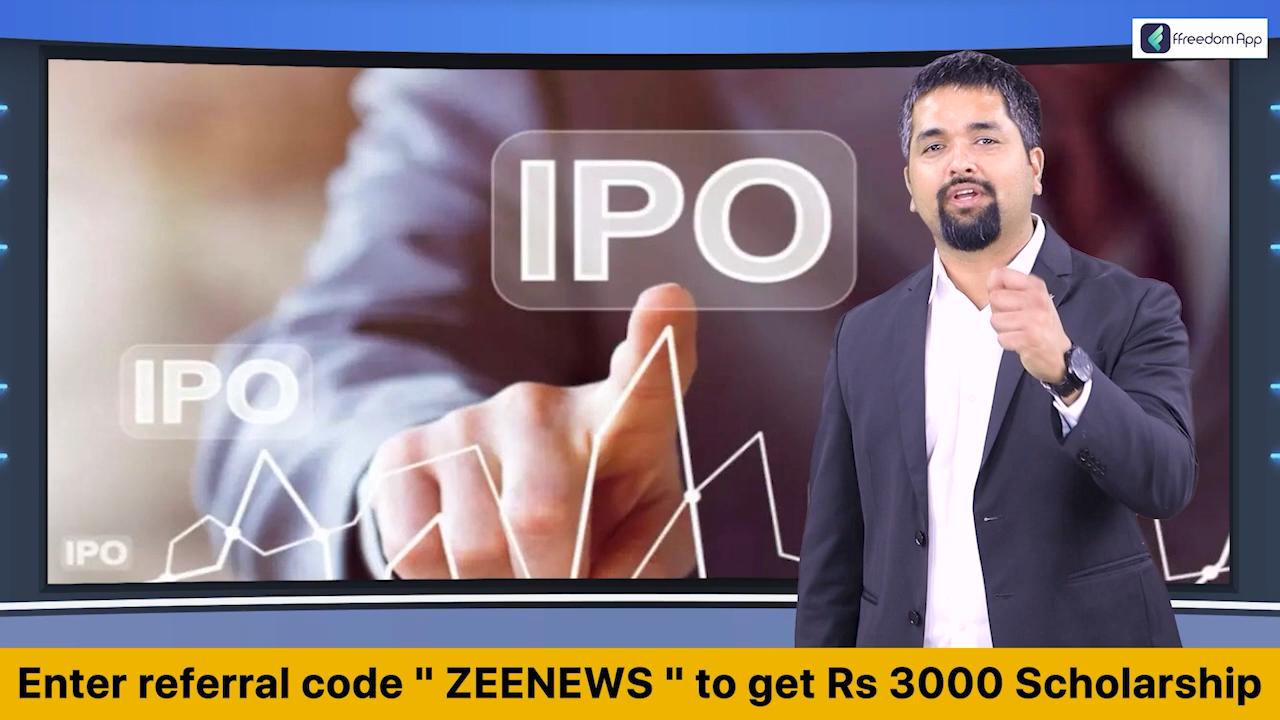 ffreedom App
IPO
IPO
IPO
Enter referral code " ZEENEWS " to get Rs 3000 Scholarship